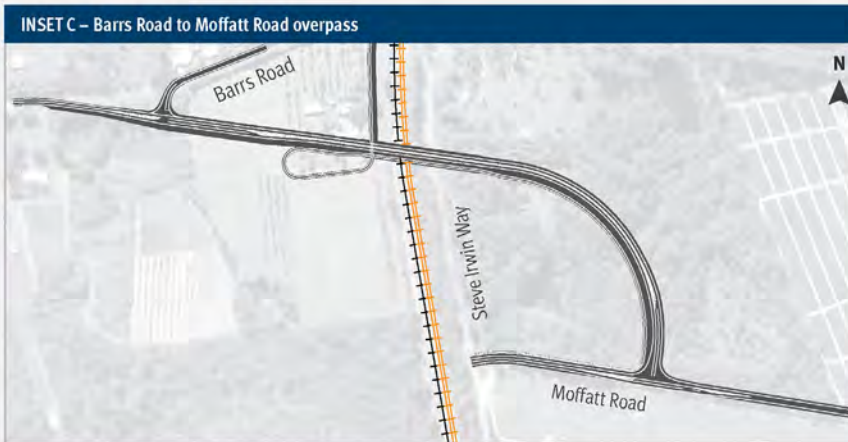 INSET C – Barrs Road to Moffatt Road overpass
N
Barrs Road
Steve Irwin Way
Moffatt Road